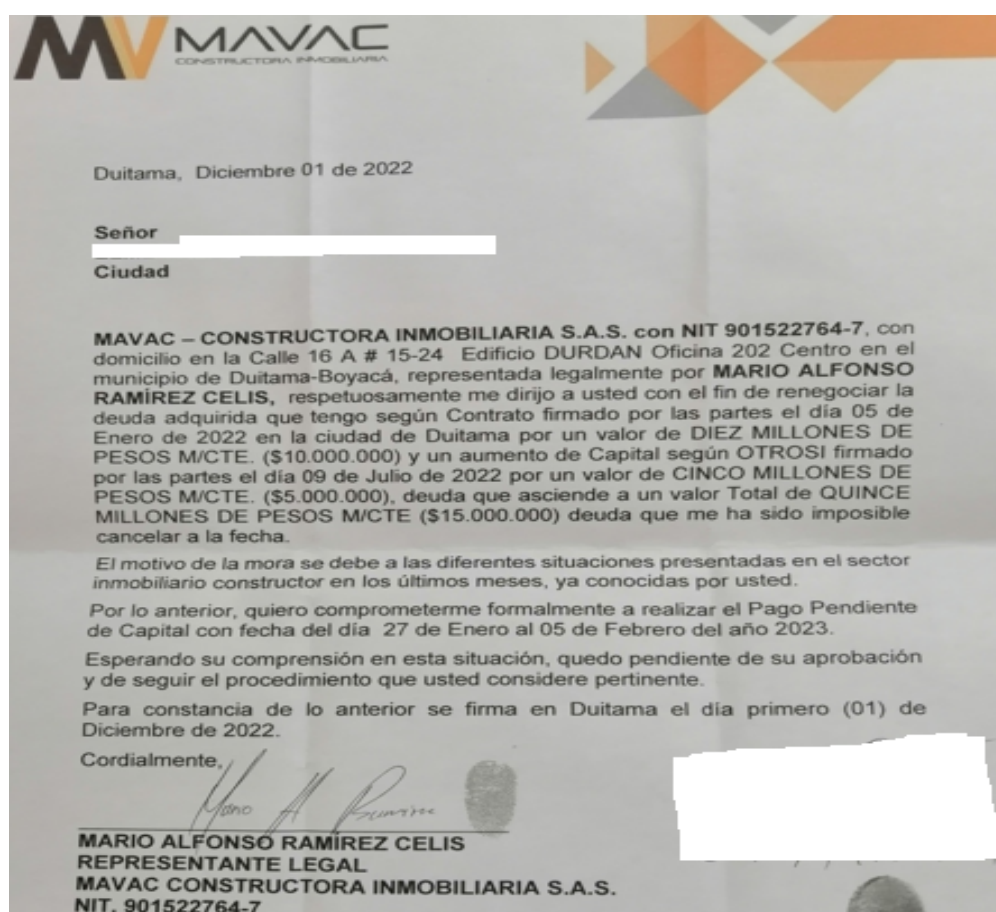 MV MAVAC
CONSTRUCTORA INMOBILIARIA
Duitama, Diciembre 01 de 2022
Señor
Ciudad
MAVAC – CONSTRUCTORA INMOBILIARIA S.A.S. con NIT 901522764-7, con
domicilio en la Calle 16 A # 15-24 Edificio DURDAN Oficina 202 Centro en el
municipio de Duitama-Boyacá, representada legalmente por MARIO ALFONSO
RAMÍREZ CELIS, respetuosamente me dirijo a usted con el fin de renegociar la
deuda adquirida que tengo según Contrato firmado por las partes el día 05 de
Enero de 2022 en la ciudad de Duitama por un valor de DIEZ MILLONES DE
PESOS M/CTE. ($10.000.000) y un aumento de Capital según OTROSI firmado
por las partes el día 09 de Julio de 2022 por un valor de CINCO MILLONES DE
PESOS M/CTE. ($5.000.000), deuda que asciende a un valor Total de QUINCE
MILLONES DE PESOS M/CTE ($15.000.000) deuda que me ha sido imposible
cancelar a la fecha.
El motivo de la mora se debe a las diferentes situaciones presentadas en el sector
inmobiliario constructor en los últimos meses, ya conocidas por usted.
Por lo anterior, quiero comprometerme formalmente a realizar el Pago Pendiente
de Capital con fecha del día 27 de Enero al 05 de Febrero del año 2023.
Esperando su comprensión en esta situación, quedo pendiente de su aprobación
y de seguir el procedimiento que usted considere pertinente.
Para constancia de lo anterior se firma en Duitama el día primero (01) de
Diciembre de 2022.
Cordialmente,
Mario A Ramírez
MARIO ALFONSO RAMÍREZ CELIS
REPRESENTANTE LEGAL
MAVAC CONSTRUCTORA INMOBILIARIA S.A.S.
NIT. 901522764-7